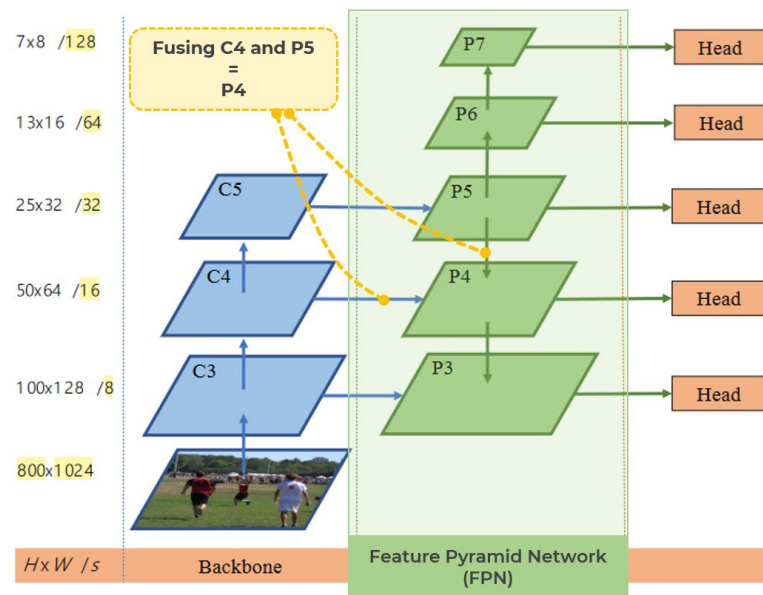 7x8 /128
Fusing C4 and P5
=
P4
P7
Head
13x16 /64
P6
Head
25x32 /32
C5
P5
Head
50x64 /16
C4
P4
Head
100x128 /8
C3
P3
Head
800x1024
HxW /s
Backbone
Feature Pyramid Network
(FPN)